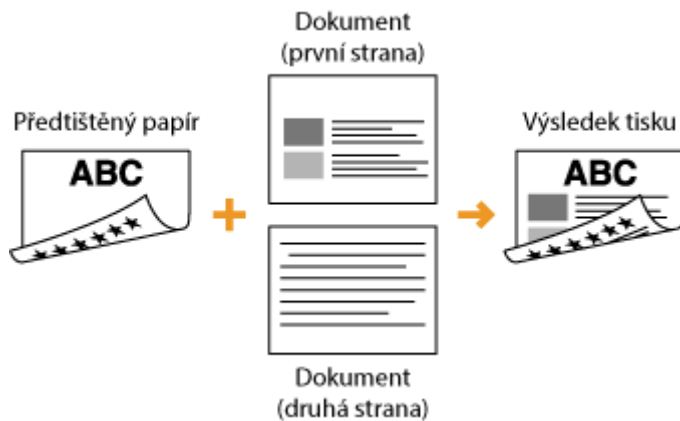 Dokument
(první strana)
Předtištěný papír
ABC
Výsledek tisku
ABC
Dokument
(druhá strana)